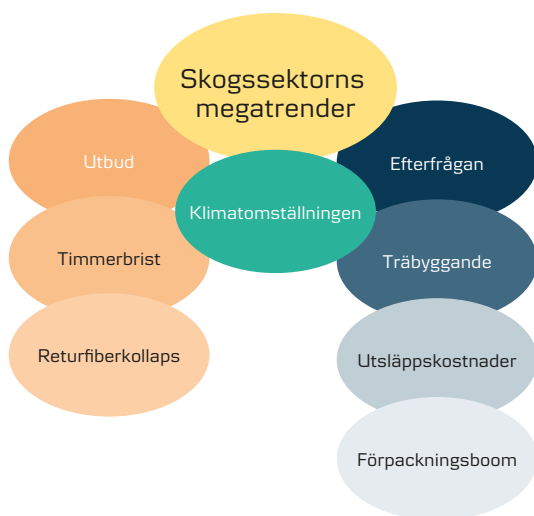 Skogssektorns
megatrender
Utbud
Efterfrågan
Klimatomställningen
Timmerbrist
Träbyggande
Returfiberkollaps
Utsläppskostnader
Förpackningsboom